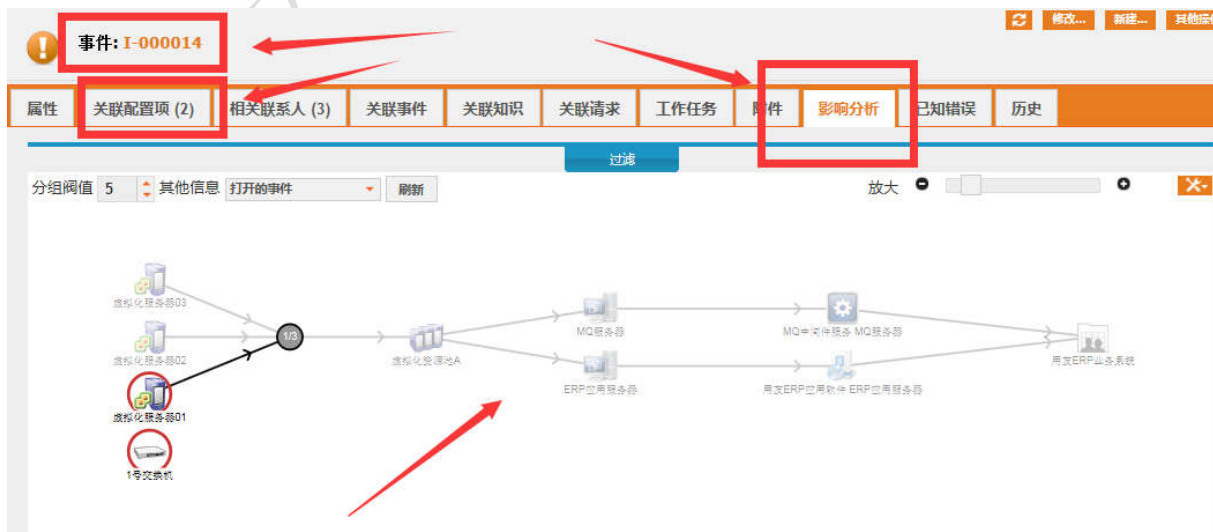 修改... 新建... 其他操
事件: I-000014
属性 关联配置项 (2) 相关联系人 (3) 关联事件 关联知识 关联请求 工作任务 附件 影响分析 已知错误 历史
过滤
分组阀值 5 其他信息 打开的事件 刷新 放大
虚拟化服务器03
1/3
MQ服务器
MQ中间件服务 MQ服务器
虚拟化服务器02
虚拟化资源池A
用友ERP业务系统
ERP应用服务器
用友ERP应用软件 ERP应用服务器
虚拟化服务器01
1号交换机